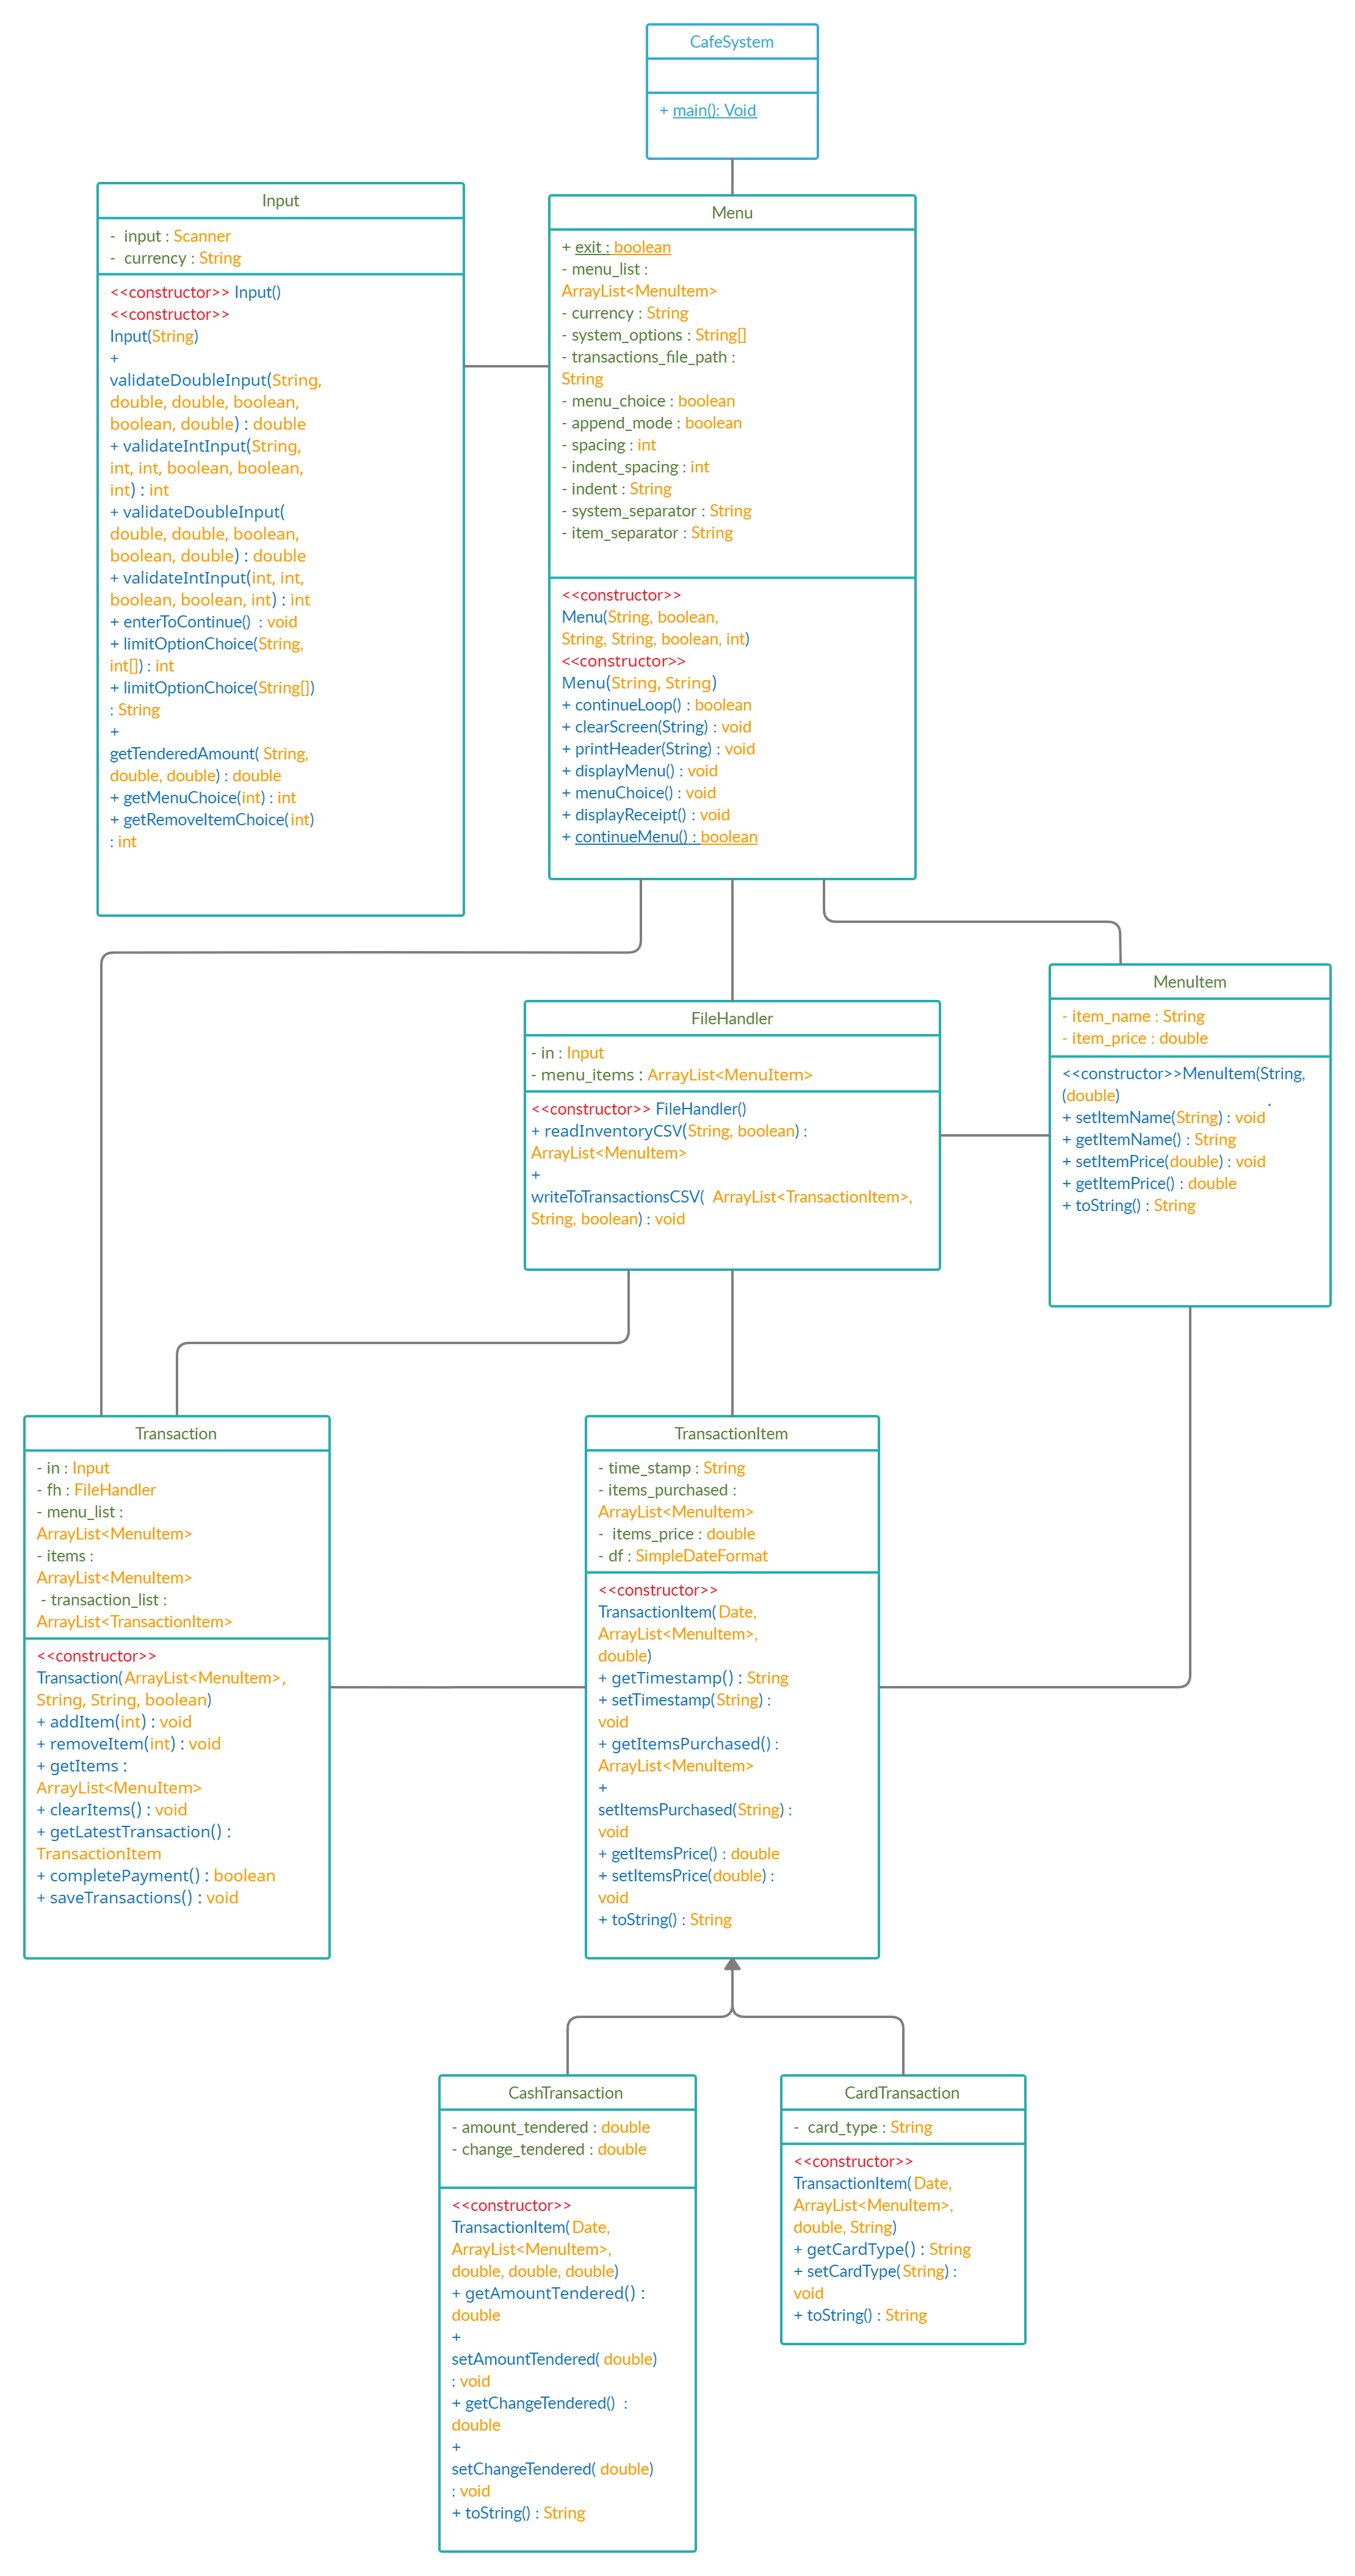 CafeSystem
+ main(): Void
Input
- input : Scanner
- currency : String
<<constructor>> Input()
<<constructor>>
Input(String)
+
validateDoubleInput(String,
double, double, boolean,
boolean, double) : double
+ validateIntInput(String,
int, int, boolean, boolean,
int) : int
+ validateDoubleInput(
double, double, boolean,
boolean, double) : double
+ validateIntInput(int, int,
boolean, boolean, int) : int
+ enterToContinue() : void
+ limitOptionChoice(String,
int[]) : int
+ limitOptionChoice(String[])
: String
+
getTenderedAmount( String,
double, double) : double
+ getMenuChoice(int) : int
+ getRemoveItemChoice(int)
: int
Menu
+ exit : boolean
- menu_list :
ArrayList<MenuItem>
- currency : String
- system_options : String[]
- transactions_file_path :
String
- menu_choice : boolean
- append_mode : boolean
- spacing : int
- indent_spacing : int
- indent : String
- system_separator : String
- item_separator : String
<<constructor>>
Menu(String, boolean,
String, String, boolean, int)
<<constructor>>
Menu(String, String)
+ continueLoop() : boolean
+ clearScreen(String) : void
+ printHeader(String) : void
+ displayMenu() : void
+ menuChoice() : void
+ displayReceipt() : void
+ continueMenu() : boolean
MenuItem
- item_name : String
- item_price : double
<<constructor>>MenuItem(String,
(double)
+ setItemName(String) : void
+ getItemName() : String
+ setItemPrice(double) : void
+ getItemPrice() : double
+ toString() : String
FileHandler
- in : Input
- menu_items : ArrayList<MenuItem>
<<constructor>> FileHandler()
+ readInventoryCSV(String, boolean) :
ArrayList<MenuItem>
+
writeToTransactionsCSV( ArrayList<TransactionItem>,
String, boolean) : void
Transaction
- in : Input
- fh : FileHandler
- menu_list :
ArrayList<MenuItem>
- items :
ArrayList<MenuItem>
- transaction_list :
ArrayList<TransactionItem>
<<constructor>>
Transaction(ArrayList<MenuItem>,
String, String, boolean)
+ addItem(int) : void
+ removeItem(int) : void
+ getItems :
ArrayList<MenuItem>
+ clearItems() : void
+ getLatestTransaction() :
TransactionItem
+ completePayment() : boolean
+ saveTransactions() : void
TransactionItem
- time_stamp : String
- items_purchased :
ArrayList<MenuItem>
- items_price : double
- df : SimpleDateFormat
<<constructor>>
TransactionItem(Date,
ArrayList<MenuItem>,
double)
+ getTimestamp() : String
+ setTimestamp(String) :
void
+ getItemsPurchased() :
ArrayList<MenuItem>
+
setItemsPurchased(String) :
void
+ getItemsPrice() : double
+ setItemsPrice(double) :
void
+ toString() : String
CashTransaction
- amount_tendered : double
- change_tendered : double
<<constructor>>
TransactionItem(Date,
ArrayList<MenuItem>,
double, double, double)
+ getAmountTendered() :
double
+
setAmountTendered( double)
: void
+ getChangeTendered() :
double
+
setChangeTendered( double)
: void
+ toString() : String
CardTransaction
- card_type : String
<<constructor>>
TransactionItem(Date,
ArrayList<MenuItem>,
double, String)
+ getCardType() : String
+ setCardType(String) :
void
+ toString() : String